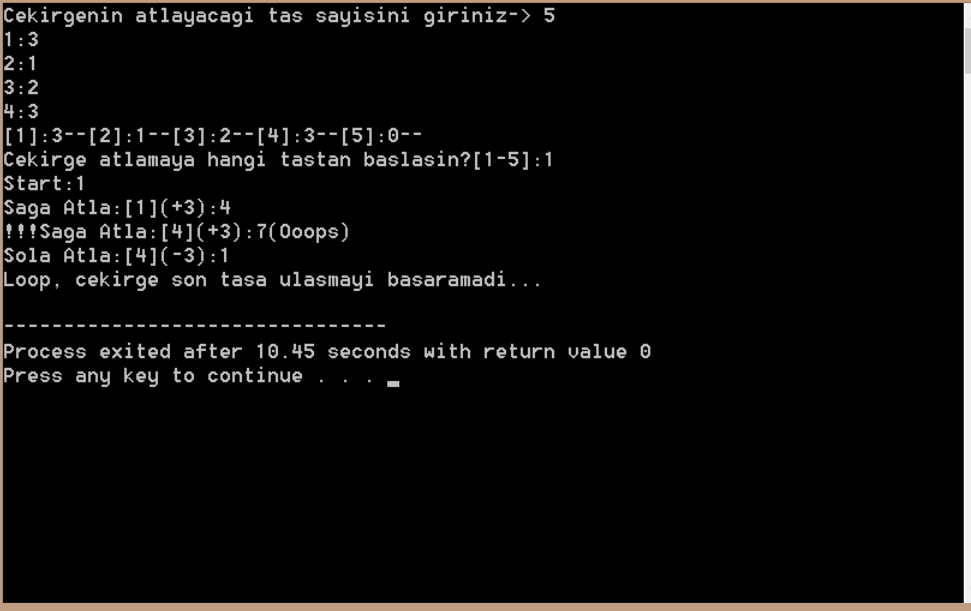 Cekirgenin atlayacagi tas sayisini giriniz-> 5
1:3
2:1
3:2
4:3
[1]:3--[2]:1--[3]:2--[4]:3--[5]:0--
Cekirge atlamaya hangi tastan baslasin?[1-5]:1
Start:1
Saga Atla:[1](+3):4
!!!Saga Atla:[4](+3):7(Ooops)
Sola Atla:[4](-3):1
Loop, cekirge son tasa ulasmayi basaramadi...
--------------------------------
Process exited after 10.45 seconds with return value 0
Press any key to continue . . .